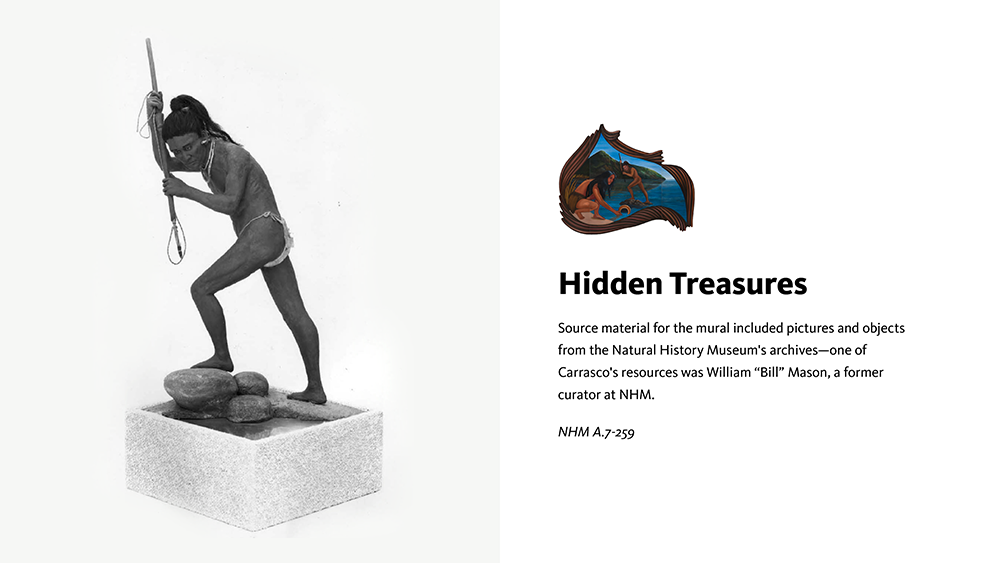 Hidden Treasures
Source material for the mural included pictures and objects
from the Natural History Museum's archives—one of
Carrasco's resources was William “Bill” Mason, a former
curator at NHM.
NHM A.7-259